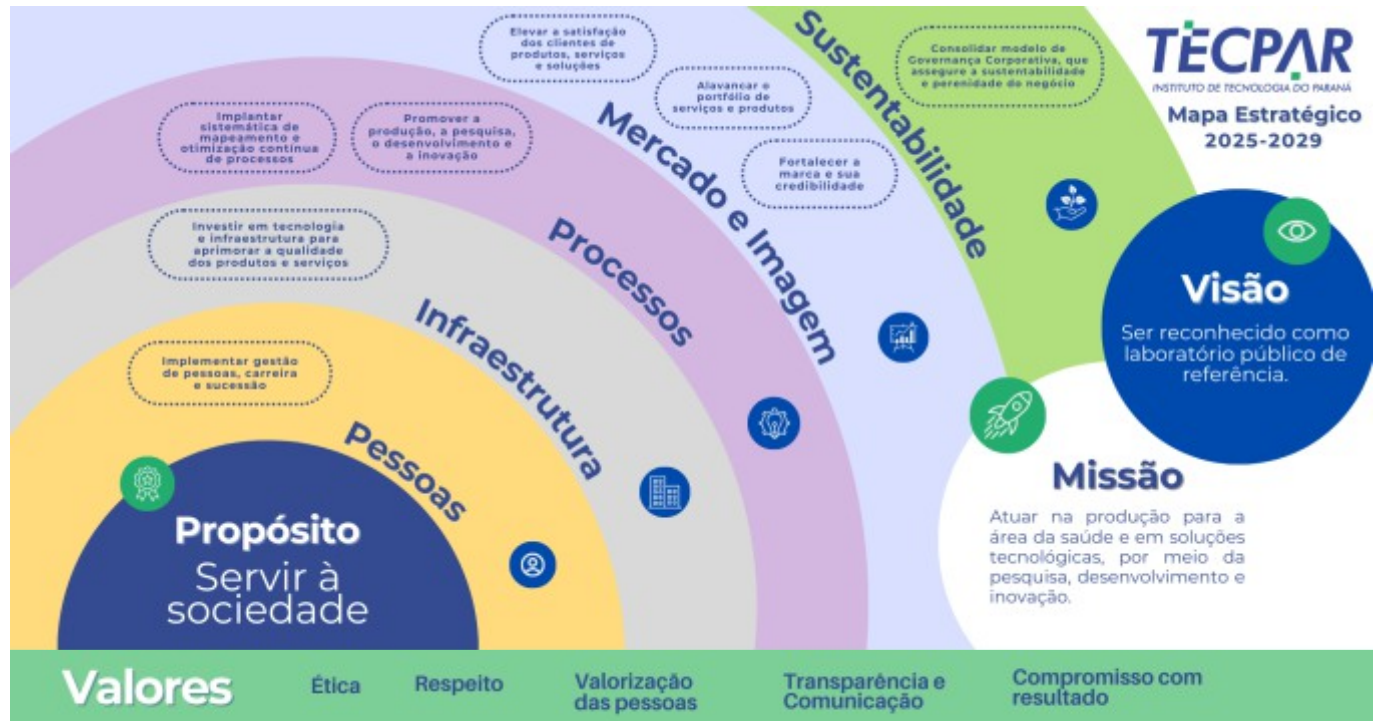 TECPAR
INSTITUTO DE TECNOLOGIA DO PARANÁ
Mapa Estratégico
2025-2029
Sustentabilidade
Consolidar modelo de
Governança Corporativa, que
assegure a sustentabilidade
e perenidade do negócio
Mercado e Imagem
Elevar a satisfação
dos clientes de
produtos, serviços
e soluções
Alavancar o
portfólio de
serviços e produtos
Fortalecer a
marca e sua
credibilidade
Processos
Implantar
sistemática de
mapeamento e
otimização contínua
de processos
Promover a
produção, a pesquisa,
o desenvolvimento e
a inovação
Infraestrutura
Investir em tecnologia
e infraestrutura para
aprimorar a qualidade
dos produtos e serviços
Pessoas
Implementar gestão
de pessoas, carreira
e sucessão
Propósito
Servir à
sociedade
Visão
Ser reconhecido como
laboratório público de
referência.
Missão
Atuar na produção para a
área da saúde e em soluções
tecnológicas, por meio da
pesquisa, desenvolvimento e
inovação.
Valores
Ética
Respeito
Valorização
das pessoas
Transparência e
Comunicação
Compromisso com
resultado